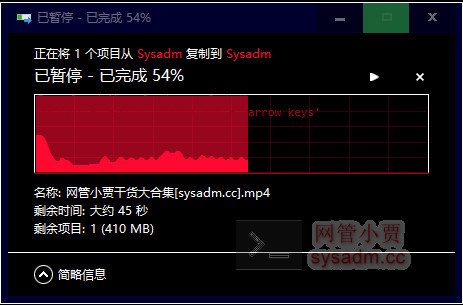 已暂停 - 已完成 54%
正在将 1 个项目从 Sysadm 复制到 Sysadm
已暂停 - 已完成 54%
arrow keys'
名称: 网管小贾干货大合集[sysadm.cc].mp4
剩余时间: 大约 45 秒
剩余项目: 1 (410 MB)
网管小贾
sysadm.cc
简略信息